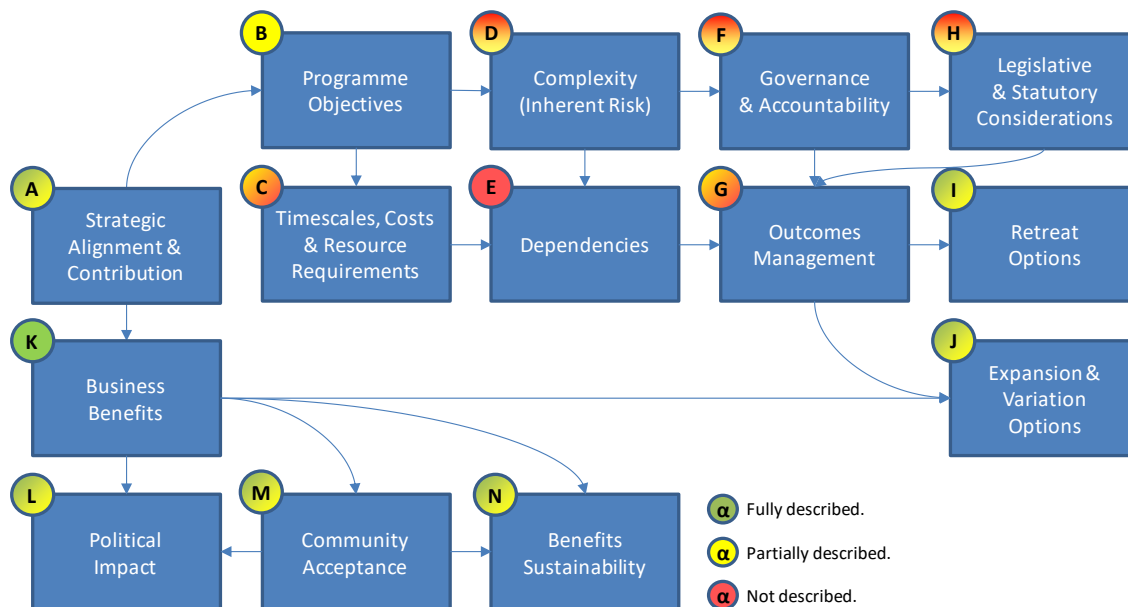 B
Programme
Objectives
D
Complexity
(Inherent Risk)
F
Governance
& Accountability
H
Legislative
& Statutory
Considerations
A
Strategic
Alignment &
Contribution
C
Timescales, Costs
& Resource
Requirements
E
Dependencies
G
Outcomes
Management
I
Retreat
Options
K
Business
Benefits
J
Expansion &
Variation
Options
L
Political
Impact
M
Community
Acceptance
N
Benefits
Sustainability
α Fully described.
α Partially described.
α Not described.